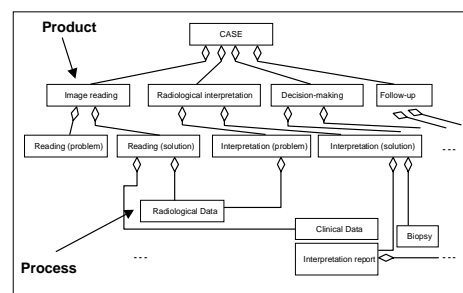 Product
CASE
Image reading
Radiological interpretation
Decision-making
Follow-up
Reading (problem)
Reading (solution)
Interpretation (problem)
Interpretation (solution)
---
Radiological Data
Clinical Data
Biopsy
Process
---
Interpretation report
---